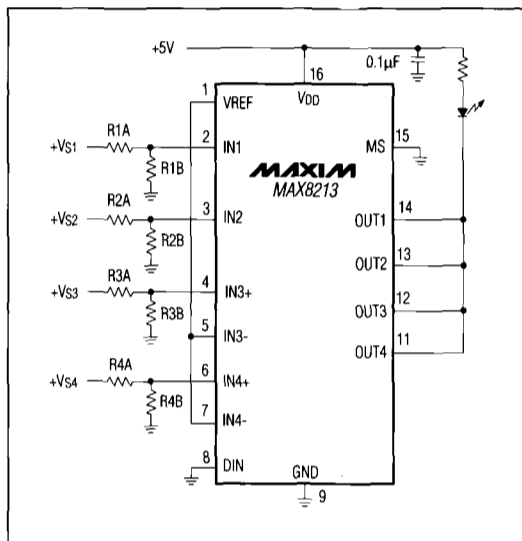 +5V
0.1µF
16
VDD
1
VREF
R1A
+VS1
2
IN1
R1B
15
MS
MAXIM
MAX8213
R2A
+VS2
3
IN2
R2B
14
OUT1
13
OUT2
R3A
+VS3
4
IN3+
R3B
12
OUT3
5
IN3-
11
OUT4
R4A
+VS4
6
IN4+
R4B
7
IN4-
8
DIN
GND
9